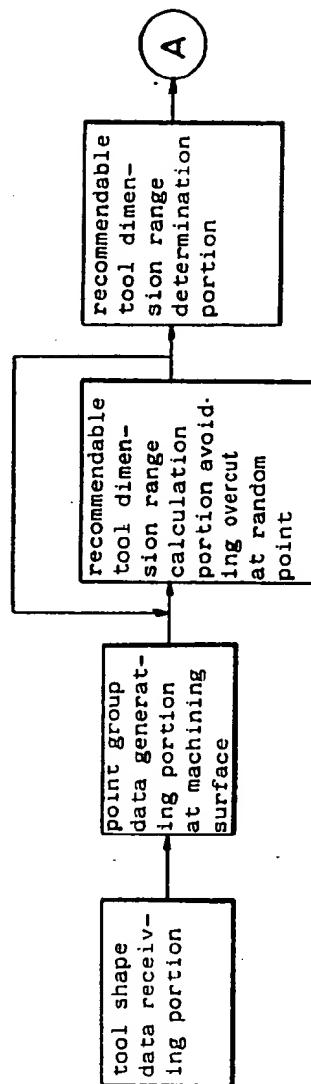 tool shape
data receiv-
ing portion
point group
data generat-
ing portion
at machining
surface
recommendable
tool dimen-
sion range
calculation
portion avoid-
ing overcut
at random
point
recommendable
tool dimen-
sion range
determination
portion
A